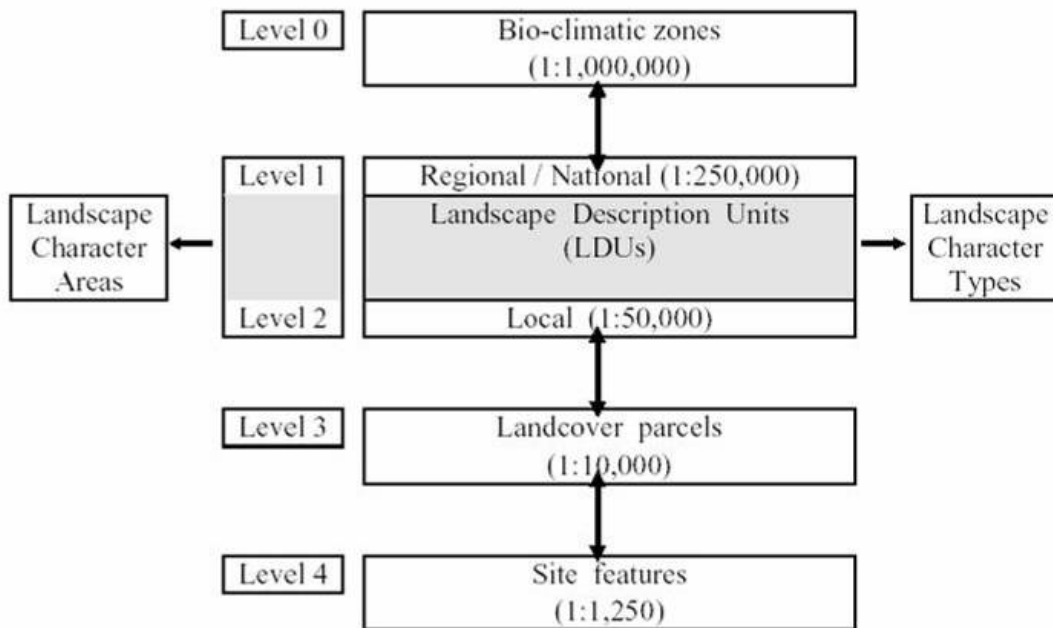 Level 0
Bio-climatic zones
(1:1,000,000)
Level 1
Regional / National (1:250,000)
Landscape
Character
Areas
Landscape Description Units
(LDUs)
Landscape
Character
Types
Level 2
Local (1:50,000)
Level 3
Landcover parcels
(1:10,000)
Level 4
Site features
(1:1,250)